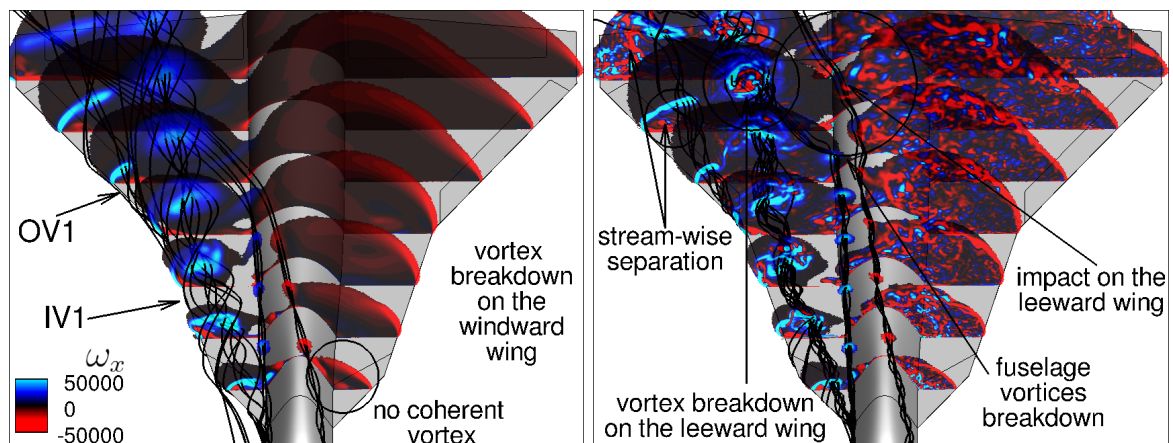 OV1
IV1
ω_x
50000
0
-50000
vortex
breakdown
on the
windward
wing
no coherent
vortex
stream-wise
separation
vortex breakdown
on the leeward wing
impact on the
leeward wing
fuselage
vortices
breakdown